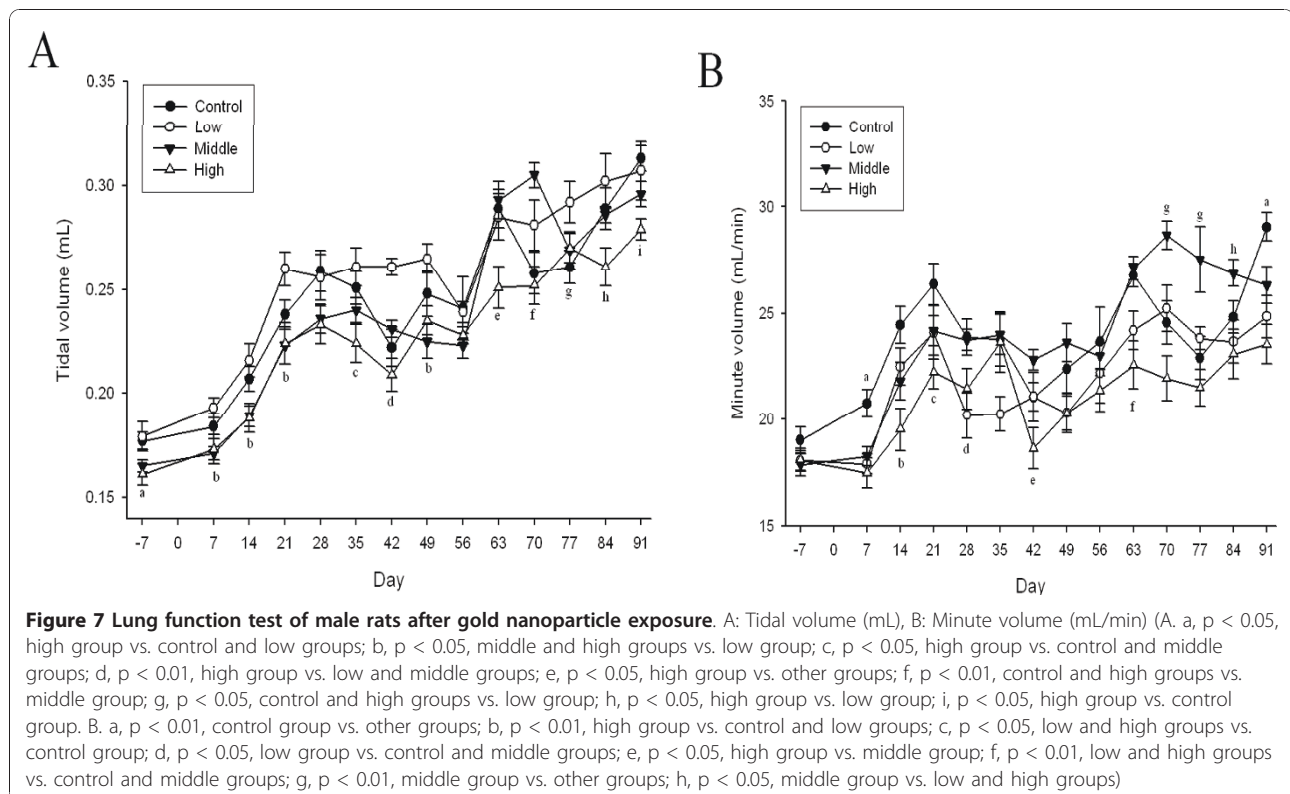 A
0.35
0.30
0.25
0.20
0.15
Tidal volume (mL)
Control
Low
Middle
High
a
b
b
b
c
d
b
e
f
g
h
i
-7 0 7 14 21 28 35 42 49 56 63 70 77 84 91
Day
B
35
30
25
20
15
Minute volume (mL/min)
Control
Low
Middle
High
a
b
c
d
e
f
g
g
h
a
-7 0 7 14 21 28 35 42 49 56 63 70 77 84 91
Day
Figure 7 Lung function test of male rats after gold nanoparticle exposure. A: Tidal volume (mL), B: Minute volume (mL/min) (A. a, p < 0.05,
high group vs. control and low groups; b, p < 0.05, middle and high groups vs. low group; c, p < 0.05, high group vs. control and middle
groups; d, p < 0.01, high group vs. low and middle groups; e, p < 0.05, high group vs. other groups; f, p < 0.01, control and high groups vs.
middle group; g, p < 0.05, control and high groups vs. low group; h, p < 0.05, high group vs. low group; i, p < 0.05, high group vs. control
group. B. a, p < 0.01, control group vs. other groups; b, p < 0.01, high group vs. control and low groups; c, p < 0.05, low and high groups vs.
control group; d, p < 0.05, low group vs. control and middle groups; e, p < 0.05, high group vs. middle group; f, p < 0.01, low and high groups
vs. control and middle groups; g, p < 0.01, middle group vs. other groups; h, p < 0.05, middle group vs. low and high groups)